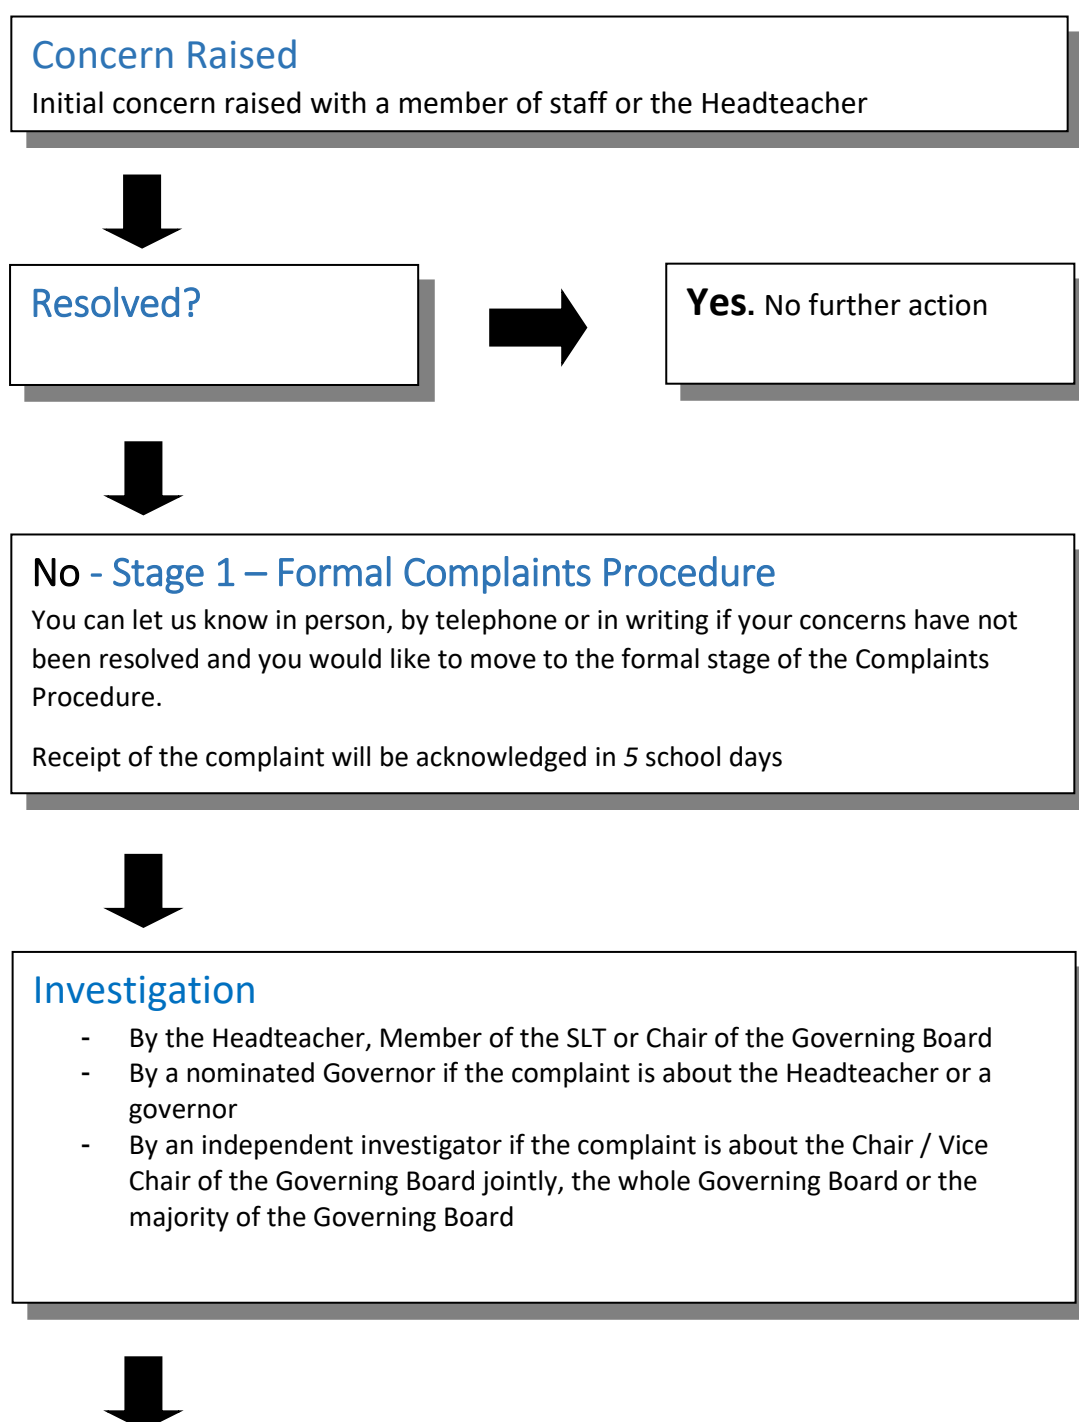 Concern Raised
Initial concern raised with a member of staff or the Headteacher
Resolved?
Yes. No further action
No - Stage 1 – Formal Complaints Procedure
You can let us know in person, by telephone or in writing if your concerns have not
been resolved and you would like to move to the formal stage of the Complaints
Procedure.
Receipt of the complaint will be acknowledged in 5 school days
Investigation
- By the Headteacher, Member of the SLT or Chair of the Governing Board
- By a nominated Governor if the complaint is about the Headteacher or a
governor
- By an independent investigator if the complaint is about the Chair / Vice
Chair of the Governing Board jointly, the whole Governing Board or the
majority of the Governing Board